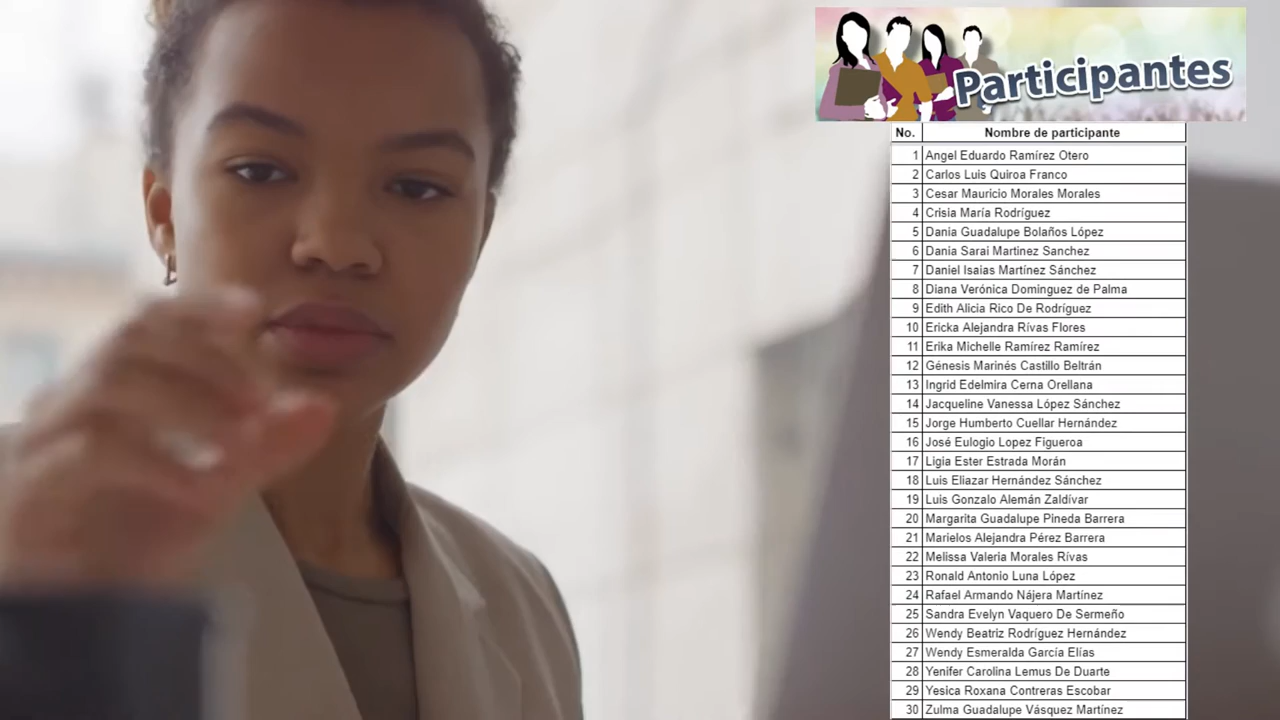 Participantes
No. Nombre de participante
1 Angel Eduardo Ramírez Otero
2 Carlos Luis Quiroa Franco
3 Cesar Mauricio Morales Morales
4 Crisia María Rodríguez
5 Dania Guadalupe Bolaños López
6 Dania Sarai Martinez Sanchez
7 Daniel Isaias Martínez Sánchez
8 Diana Verónica Dominguez de Palma
9 Edith Alicia Rico De Rodríguez
10 Ericka Alejandra Rívas Flores
11 Erika Michelle Ramírez Ramírez
12 Génesis Marinés Castillo Beltrán
13 Ingrid Edelmira Cerna Orellana
14 Jacqueline Vanessa López Sánchez
15 Jorge Humberto Cuellar Hernández
16 José Eulogio Lopez Figueroa
17 Ligia Ester Estrada Morán
18 Luis Eliazar Hernández Sánchez
19 Luis Gonzalo Alemán Zaldívar
20 Margarita Guadalupe Pineda Barrera
21 Marielos Alejandra Pérez Barrera
22 Melissa Valeria Morales Rívas
23 Ronald Antonio Luna López
24 Rafael Armando Nájera Martínez
25 Sandra Evelyn Vaquero De Sermeño
26 Wendy Beatriz Rodríguez Hernández
27 Wendy Esmeralda García Elías
28 Yenifer Carolina Lemus De Duarte
29 Yesica Roxana Contreras Escobar
30 Zulma Guadalupe Vásquez Martínez